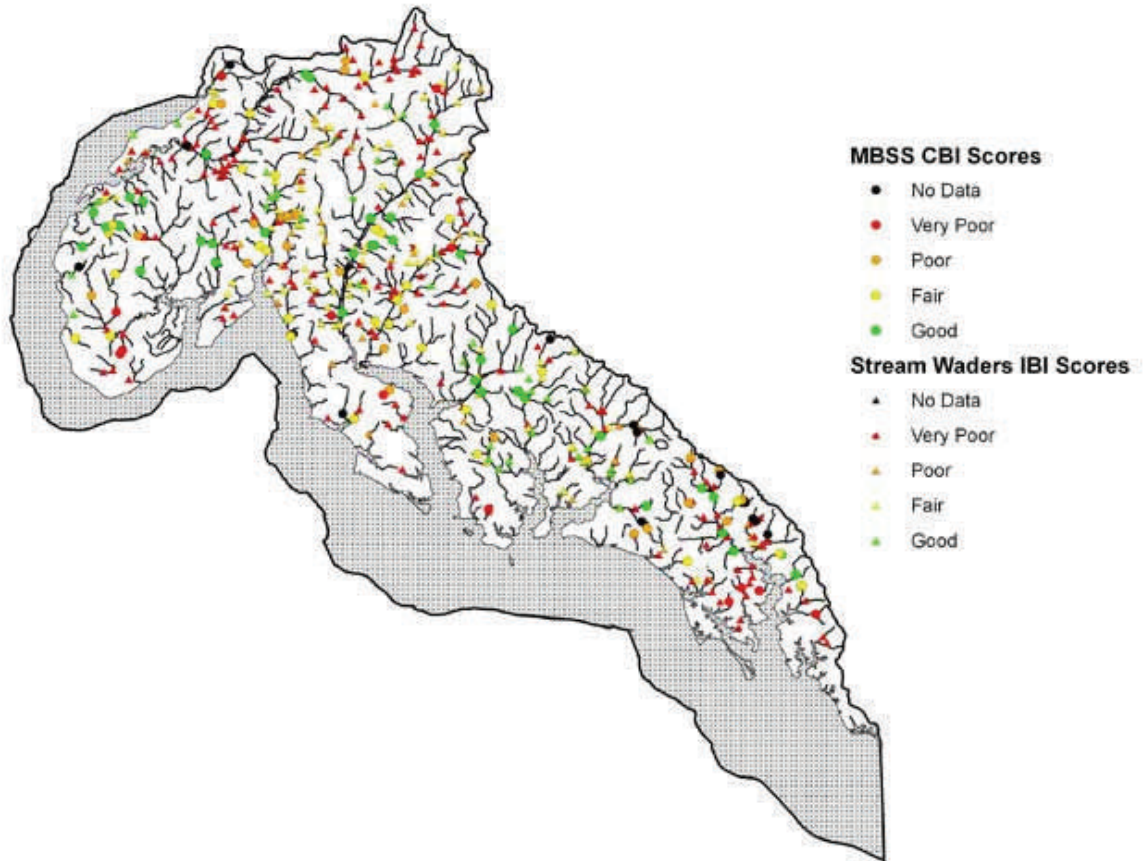 MBSS CBI Scores
No Data
Very Poor
Poor
Fair
Good
Stream Waders IBI Scores
No Data
Very Poor
Poor
Fair
Good